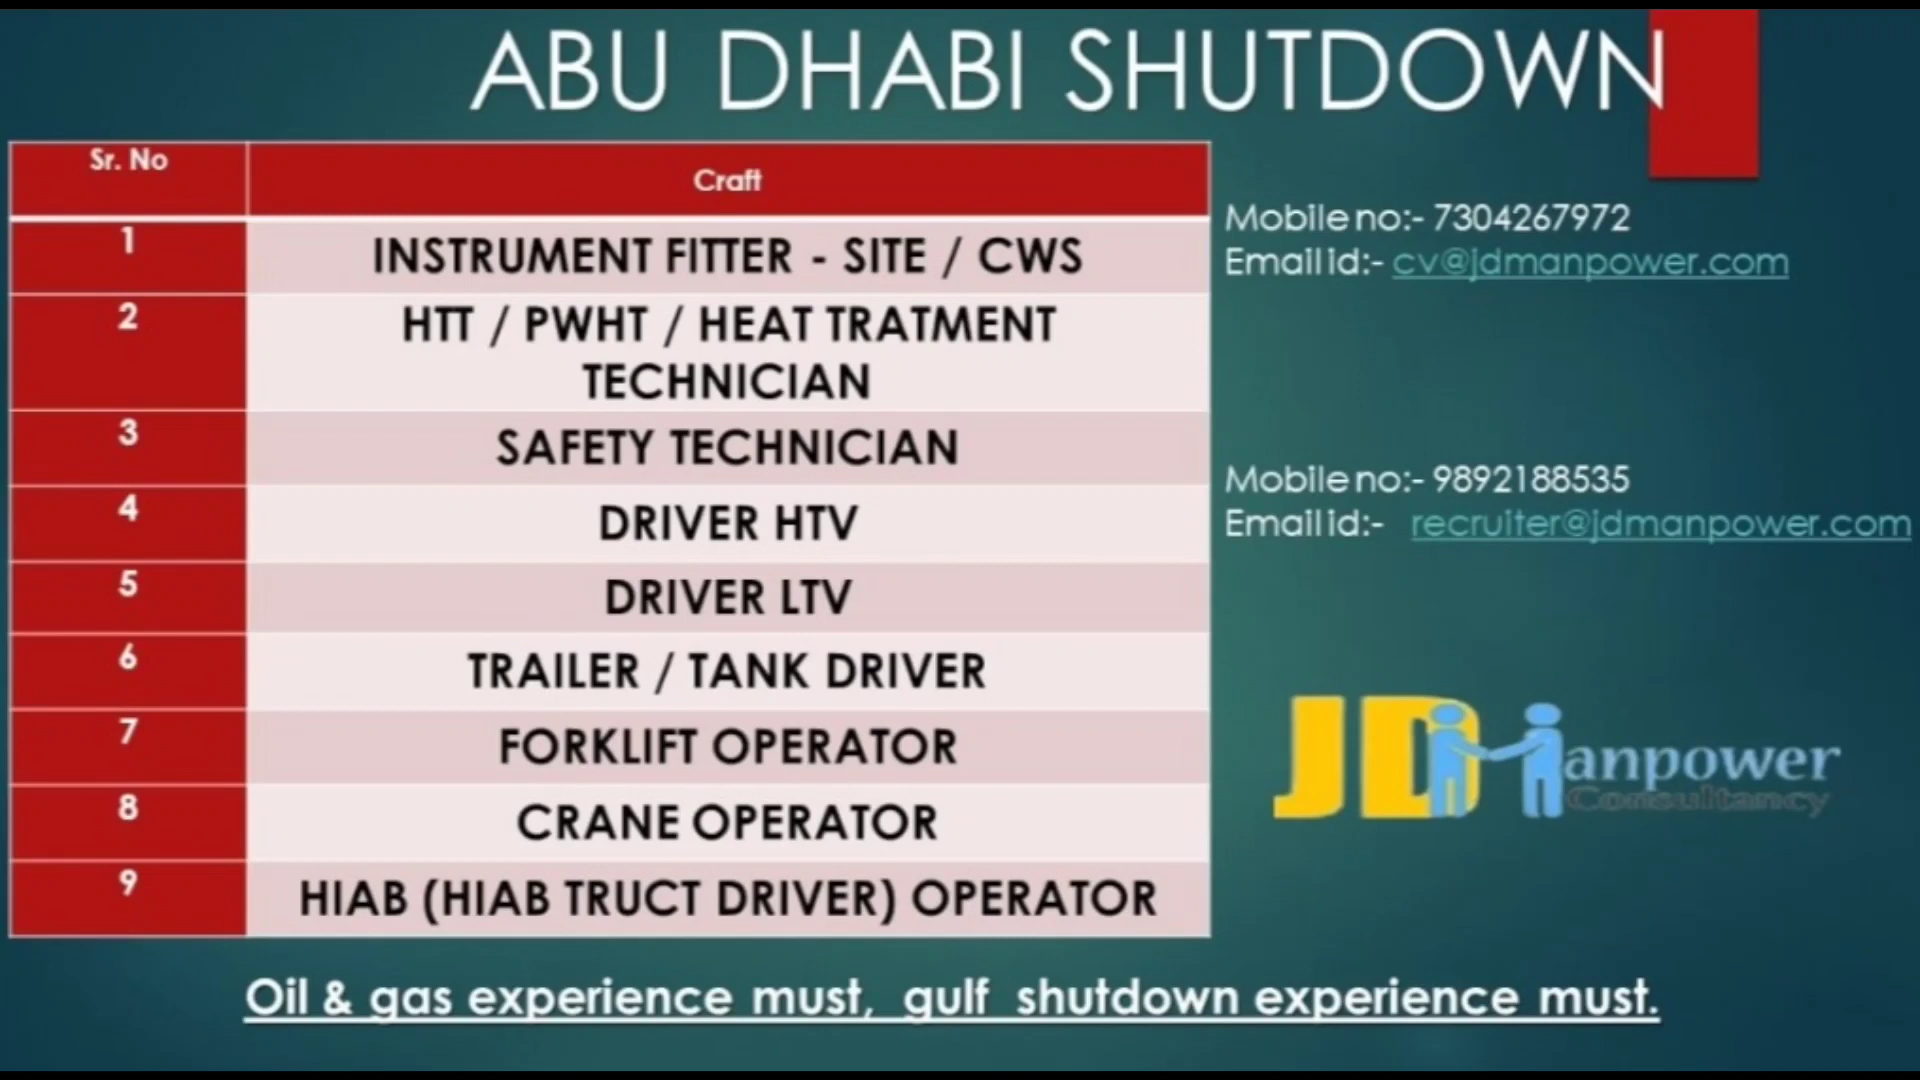 ABU DHABI SHUTDOWN
Sr. No Craft
1 INSTRUMENT FITTER - SITE / CWS
2 HTT / PWHT / HEAT TRATMENT
TECHNICIAN
3 SAFETY TECHNICIAN
4 DRIVER HTV
5 DRIVER LTV
6 TRAILER / TANK DRIVER
7 FORKLIFT OPERATOR
8 CRANE OPERATOR
9 HIAB (HIAB TRUCT DRIVER) OPERATOR
Mobile no:- 7304267972
Email id:- cv@jdmanpower.com
Mobile no:- 9892188535
Email id:- recruiter@jdmanpower.com
JD Manpower
Consultancy
Oil & gas experience must, gulf shutdown experience must.